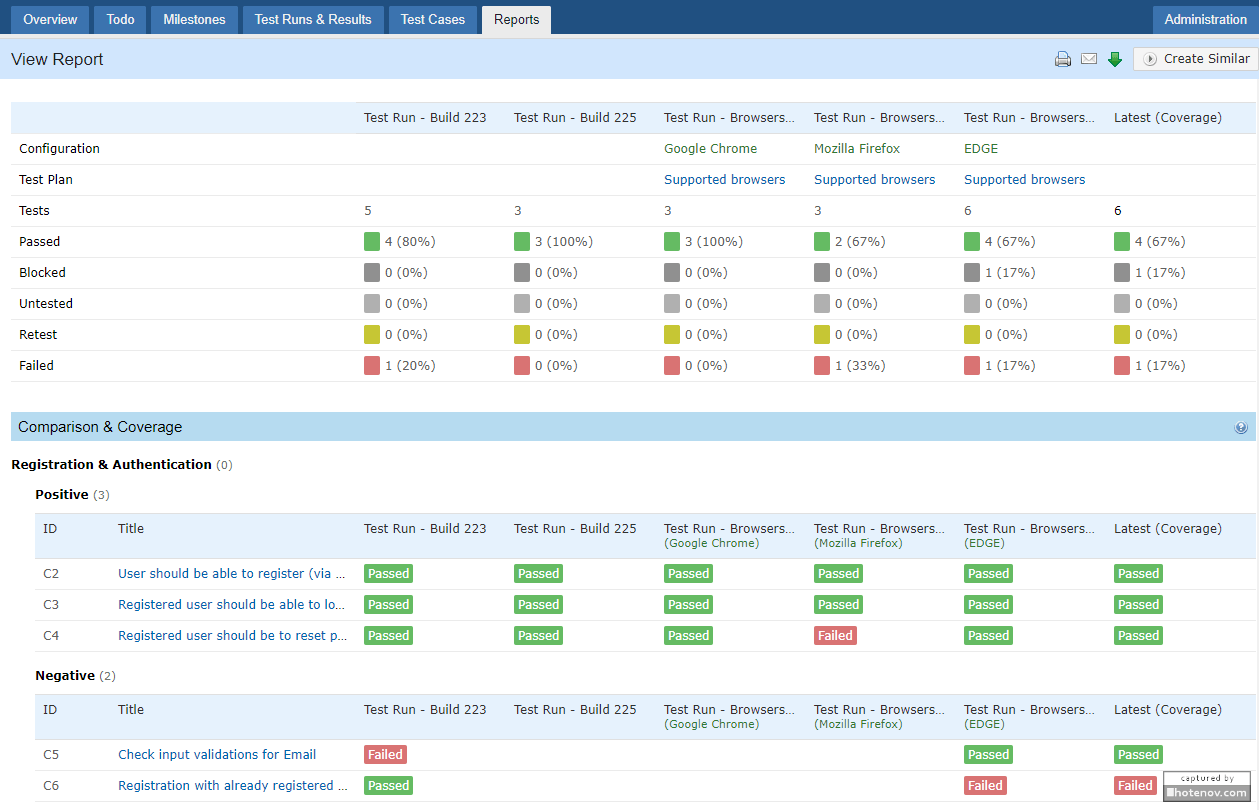 Overview Todo Milestones Test Runs & Results Test Cases Reports Administration
View Report Create Similar
Test Run - Build 223 Test Run - Build 225 Test Run - Browsers... Test Run - Browsers... Test Run - Browsers... Latest (Coverage)
Configuration Google Chrome Mozilla Firefox EDGE
Test Plan Supported browsers Supported browsers Supported browsers
Tests 5 3 3 3 6 6
Passed 4 (80%) 3 (100%) 3 (100%) 2 (67%) 4 (67%) 4 (67%)
Blocked 0 (0%) 0 (0%) 0 (0%) 0 (0%) 1 (17%) 1 (17%)
Untested 0 (0%) 0 (0%) 0 (0%) 0 (0%) 0 (0%) 0 (0%)
Retest 0 (0%) 0 (0%) 0 (0%) 0 (0%) 0 (0%) 0 (0%)
Failed 1 (20%) 0 (0%) 0 (0%) 1 (33%) 1 (17%) 1 (17%)
Comparison & Coverage ?
Registration & Authentication (0)
Positive (3)
ID Title Test Run - Build 223 Test Run - Build 225 Test Run - Browsers... Test Run - Browsers... Test Run - Browsers... Latest (Coverage)
(Google Chrome) (Mozilla Firefox) (EDGE)
C2 User should be able to register (via ... Passed Passed Passed Passed Passed Passed
C3 Registered user should be able to lo... Passed Passed Passed Passed Passed Passed
C4 Registered user should be to reset p... Passed Passed Passed Failed Passed Passed
Negative (2)
ID Title Test Run - Build 223 Test Run - Build 225 Test Run - Browsers... Test Run - Browsers... Test Run - Browsers... Latest (Coverage)
(Google Chrome) (Mozilla Firefox) (EDGE)
C5 Check input validations for Email Failed Passed Passed
C6 Registration with already registered ... Passed Failed Failed
captured by
hotenov.com